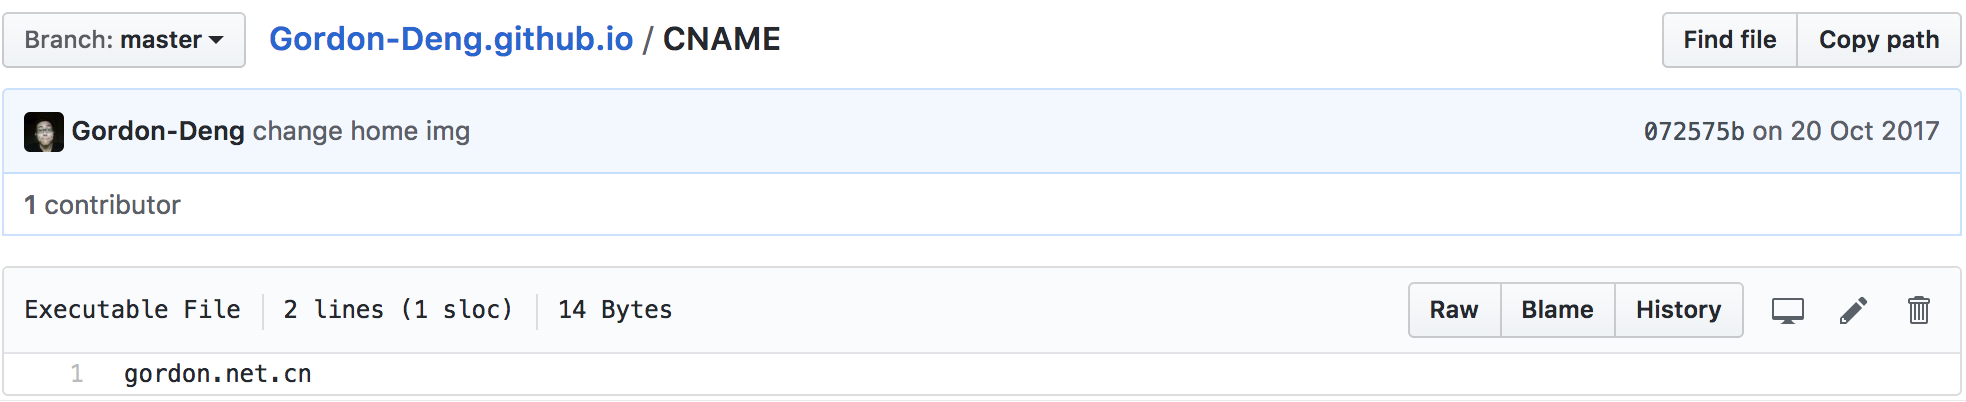 Branch: master Gordon-Deng.github.io / CNAME Find file Copy path
Gordon-Deng change home img 072575b on 20 Oct 2017
1 contributor
Executable File 2 lines (1 sloc) 14 Bytes Raw Blame History
1 gordon.net.cn